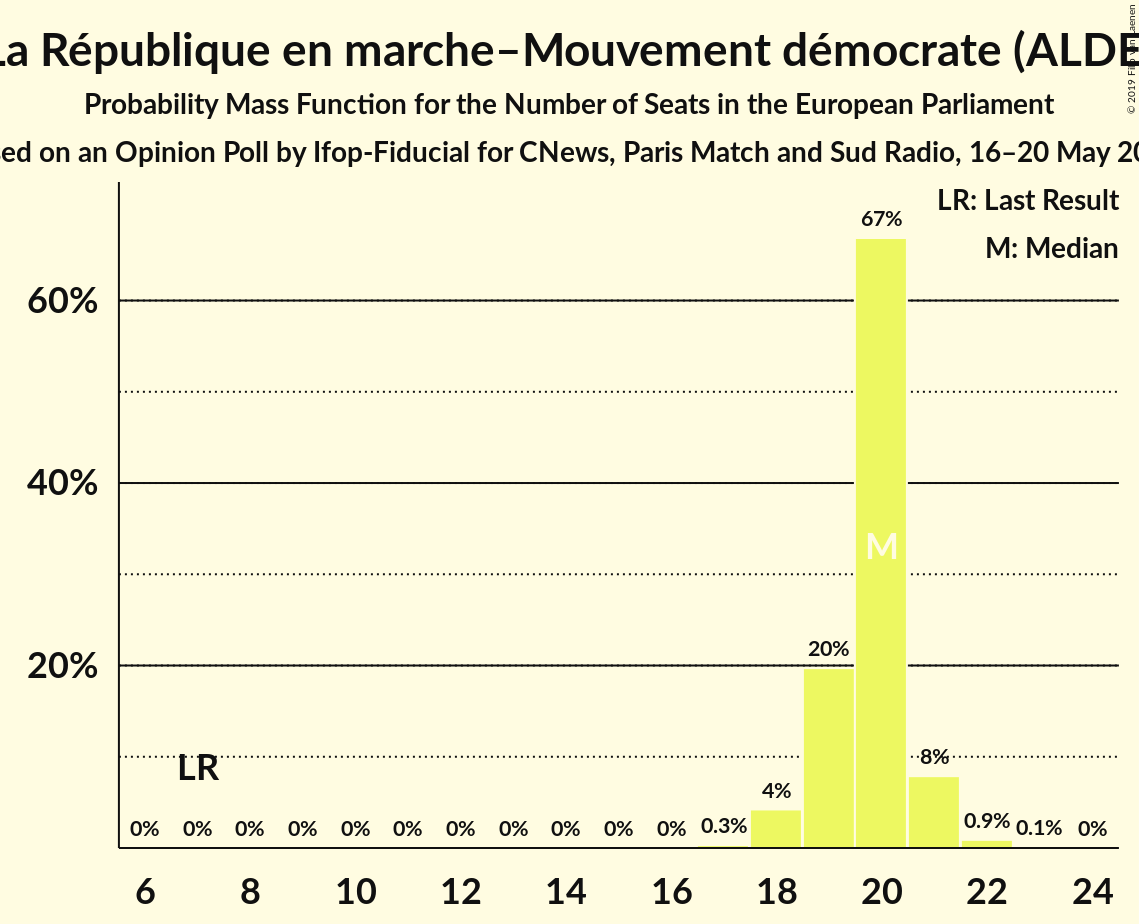 La République en marche–Mouvement démocrate (ALDE
Probability Mass Function for the Number of Seats in the European Parliament
sed on an Opinion Poll by Ifop-Fiducial for CNews, Paris Match and Sud Radio, 16–20 May 20
© 2019
LR: Last Result
M: Median
67%
60%
40%
M
20%
20%
LR
8%
4%
0% 0% 0% 0% 0% 0% 0% 0% 0% 0% 0% 0.3% 0.9% 0.1% 0%
6 8 10 12 14 16 18 20 22 24